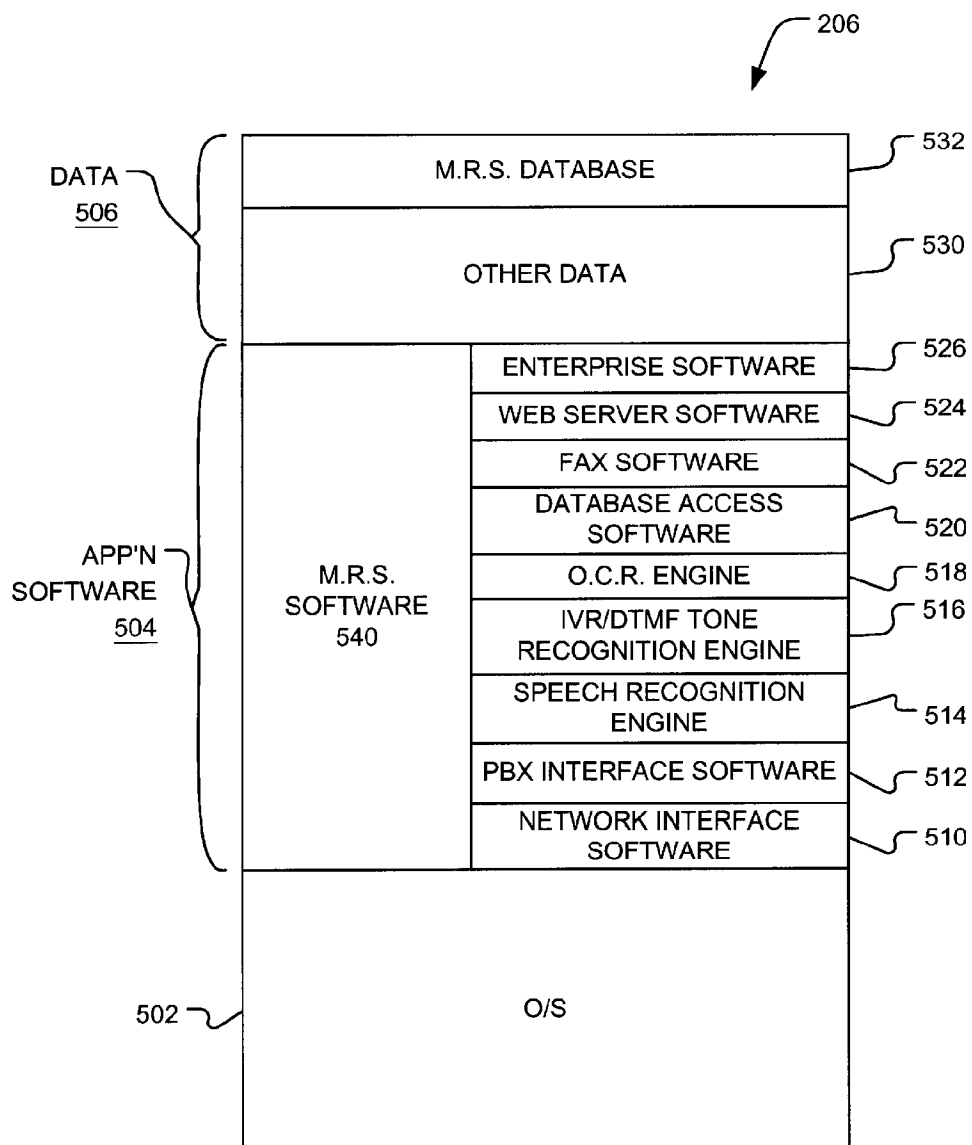 206
532
M.R.S. DATABASE
DATA
506
530
OTHER DATA
526
ENTERPRISE SOFTWARE
524
WEB SERVER SOFTWARE
FAX SOFTWARE
522
DATABASE ACCESS
SOFTWARE
520
APP'N
SOFTWARE
504
M.R.S.
SOFTWARE
540
O.C.R. ENGINE
518
516
IVR/DTMF TONE
RECOGNITION ENGINE
SPEECH RECOGNITION
ENGINE
514
PBX INTERFACE SOFTWARE
512
NETWORK INTERFACE
SOFTWARE
510
502
O/S